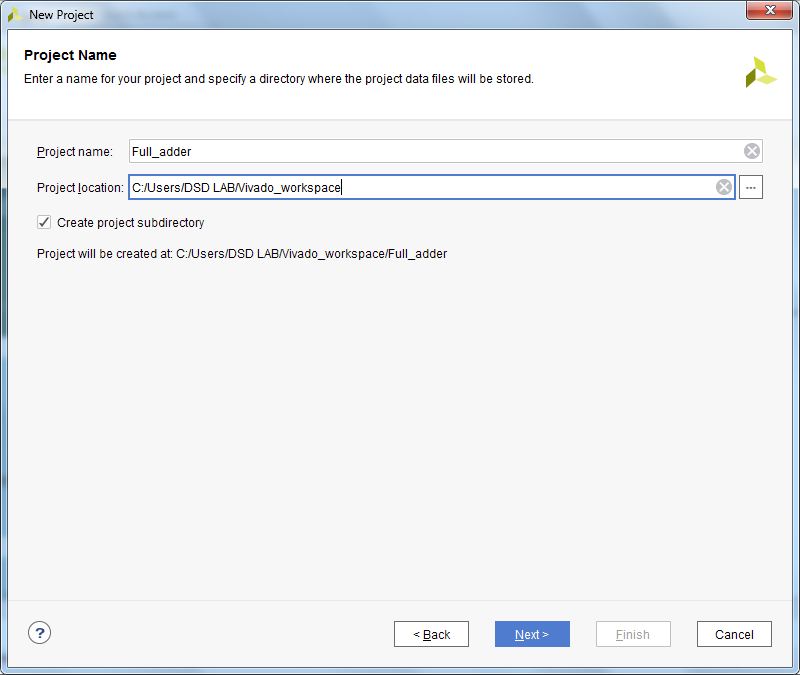 New Project
Project Name
Enter a name for your project and specify a directory where the project data files will be stored.
Project name: Full_adder
Project location: C:/Users/DSD LAB/Vivado_workspace ...
Create project subdirectory
Project will be created at: C:/Users/DSD LAB/Vivado_workspace/Full_adder
? < Back Next > Finish Cancel